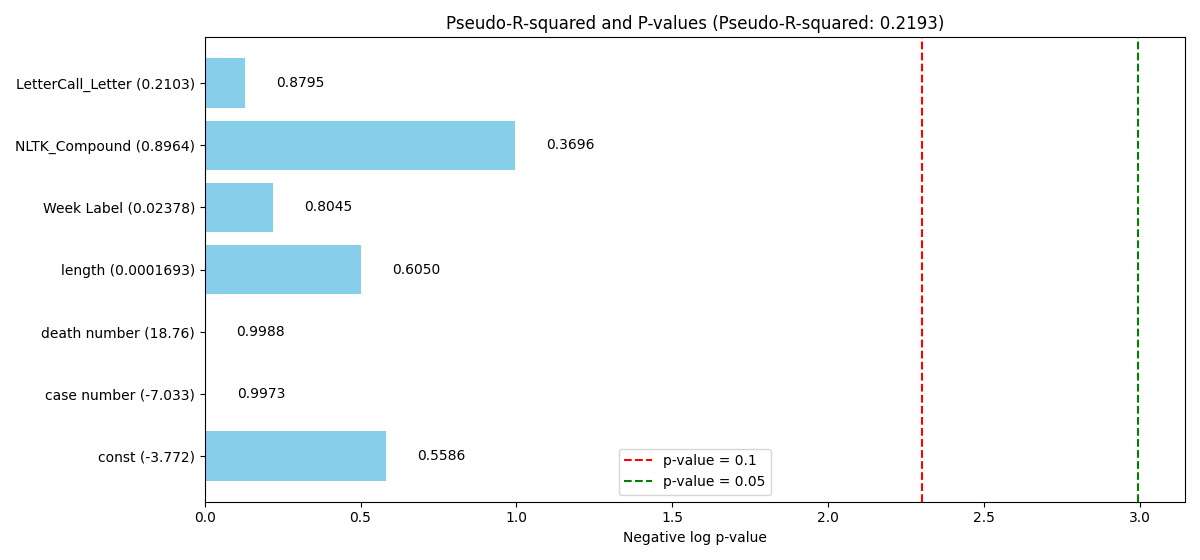 Pseudo-R-squared and P-values (Pseudo-R-squared: 0.2193)
LetterCall_Letter (0.2103)
0.8795
NLTK_Compound (0.8964)
0.3696
Week Label (0.02378)
0.8045
length (0.0001693)
0.6050
death number (18.76)
0.9988
case number (-7.033)
0.9973
const (-3.772)
0.5586
p-value = 0.1
p-value = 0.05
0.0 0.5 1.0 1.5 2.0 2.5 3.0
Negative log p-value